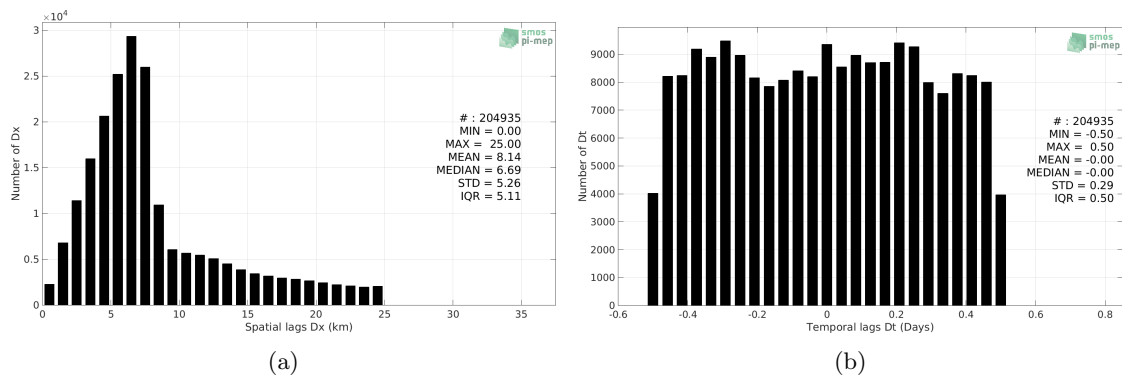 ×10⁴
3
2.5
2
1.5
1
0.5
0
Number of Dx
0 5 10 15 20 25 30 35
Spatial lags Dx (km)
smos
pi-mep
# : 204935
MIN = 0.00
MAX = 25.00
MEAN = 8.14
MEDIAN = 6.69
STD = 5.26
IQR = 5.11
(a)
9000
8000
7000
6000
5000
4000
3000
2000
1000
0
Number of Dt
-0.6 -0.4 -0.2 0 0.2 0.4 0.6 0.8
Temporal lags Dt (Days)
smos
pi-mep
# : 204935
MIN = -0.50
MAX = 0.50
MEAN = -0.00
MEDIAN = -0.00
STD = 0.29
IQR = 0.50
(b)